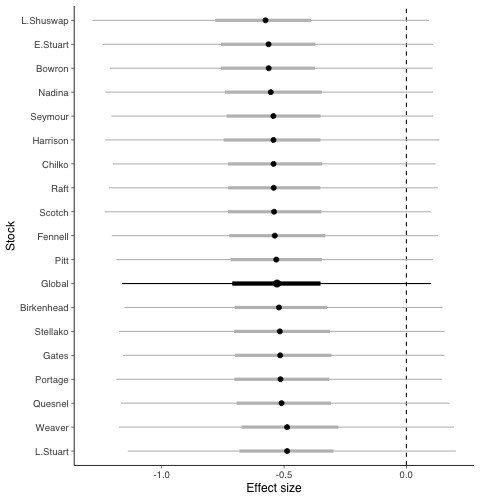 L.Shuswap
E.Stuart
Bowron
Nadina
Seymour
Harrison
Chilko
Raft
Scotch
Fennell
Pitt
Global
Birkenhead
Stellako
Gates
Portage
Quesnel
Weaver
L.Stuart
Stock
-1.0 -0.5 0.0
Effect size